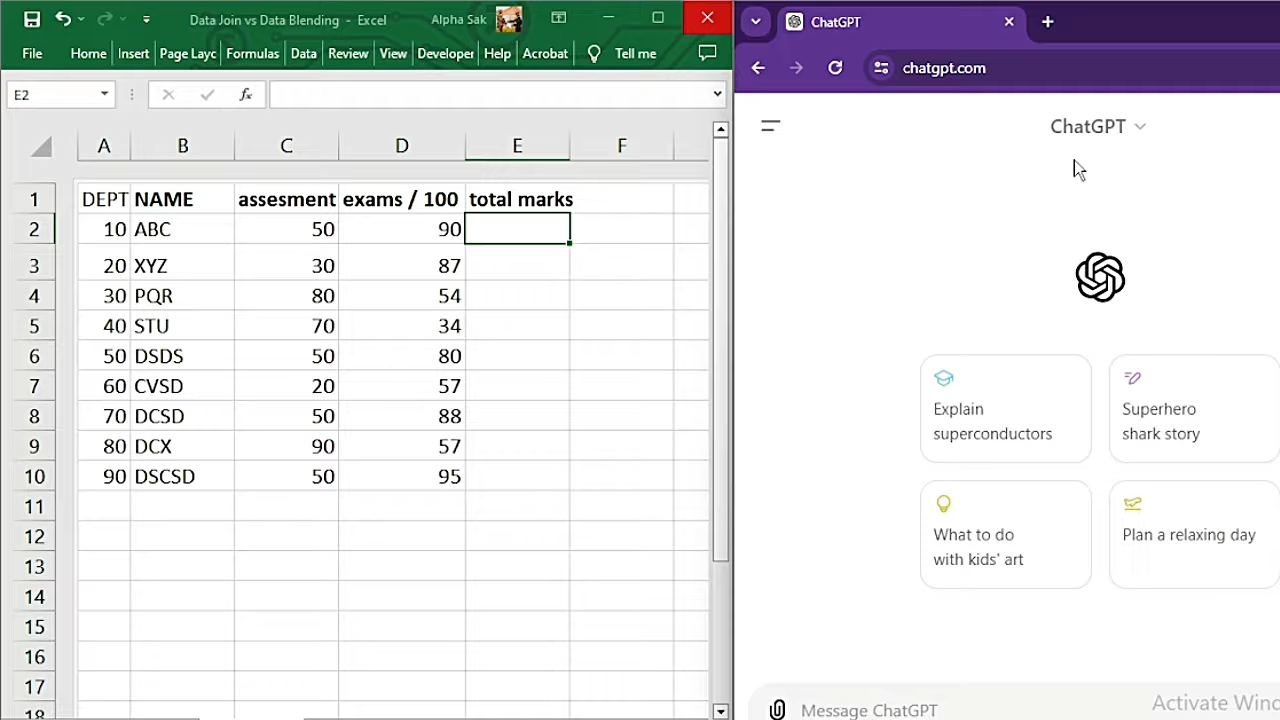 Data Join vs Data Blending - Excel
Alpha Sak
File Home Insert Page Layc Formulas Data Review View Developer Help Acrobat Tell me
E2
fx
A B C D E F
1 DEPT NAME assesment exams / 100 total marks
2 10 ABC 50 90
3 20 XYZ 30 87
4 30 PQR 80 54
5 40 STU 70 34
6 50 DSDS 50 80
7 60 CVSD 20 57
8 70 DCSD 50 88
9 80 DCX 90 57
10 90 DSCSD 50 95
11
12
13
14
15
16
17
18
ChatGPT
chatgpt.com
ChatGPT
Explain
superconductors
Superhero
shark story
What to do
with kids' art
Plan a relaxing day
Message ChatGPT
Activate Wind